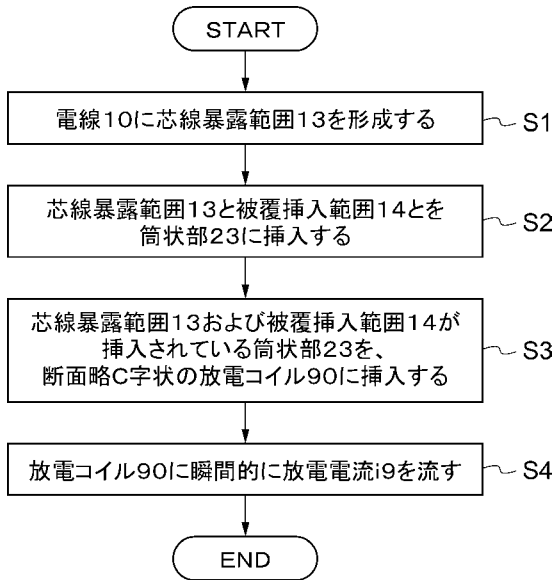 START
電線10に芯線暴露範囲13を形成する
S1
芯線暴露範囲13と被覆挿入範囲14とを
筒状部23に挿入する
S2
芯線暴露範囲13および被覆挿入範囲14が
挿入されている筒状部23を、
断面略C字状の放電コイル90に挿入する
S3
放電コイル90に瞬間的に放電電流i9を流す
S4
END